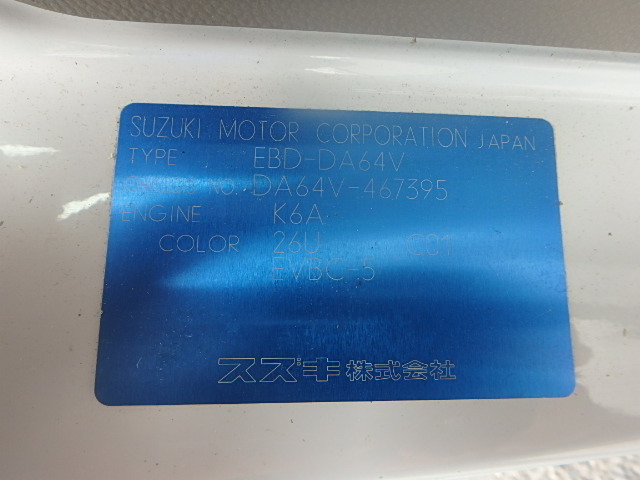 SUZUKI MOTOR CORPORATION JAPAN
TYPE EBD-DA64V
NO. DA64V-467395
ENGINE K6A
COLOR 26U C01
EVBC-5
スズキ株式会社